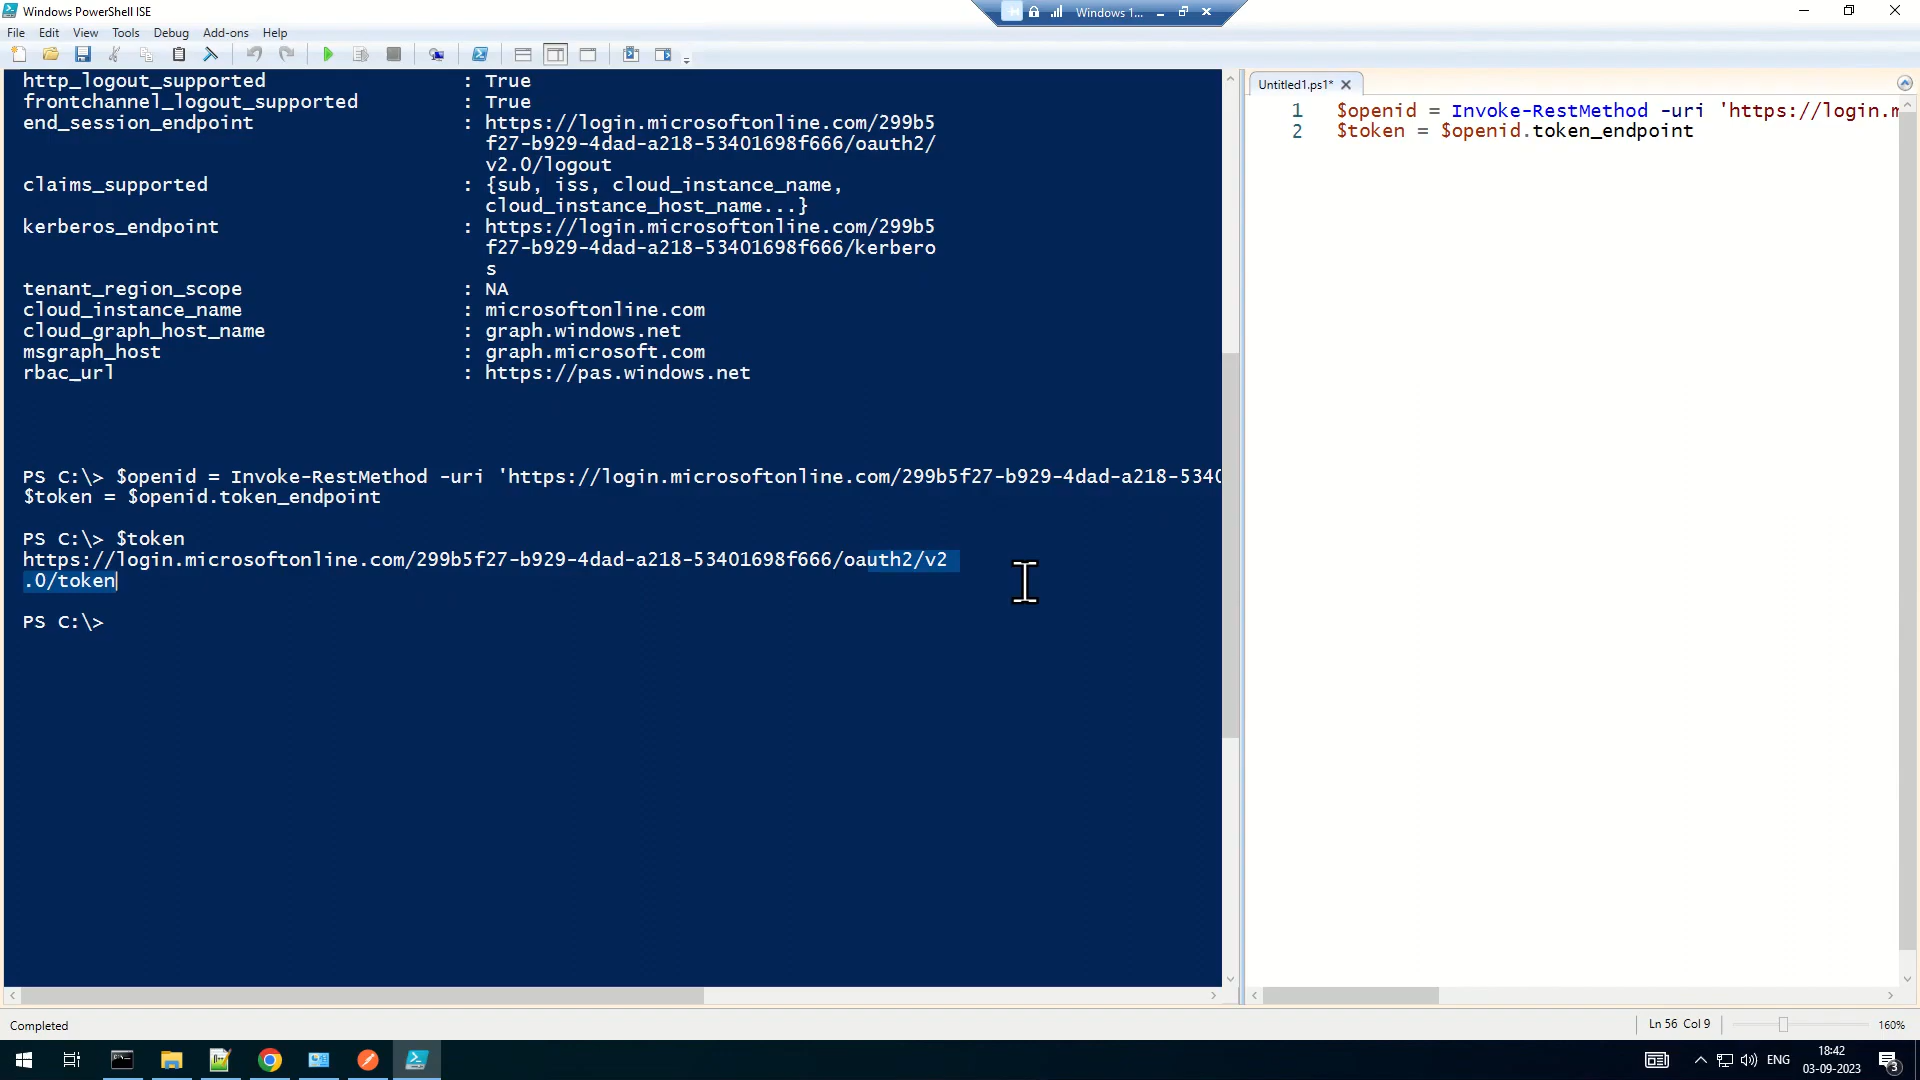 Windows PowerShell ISE
Windows 1...
File Edit View Tools Debug Add-ons Help
http_logout_supported : True
frontchannel_logout_supported : True
end_session_endpoint : https://login.microsoftonline.com/299b5
f27-b929-4dad-a218-53401698f666/oauth2/
v2.0/logout
claims_supported : {sub, iss, cloud_instance_name,
cloud_instance_host_name...}
kerberos_endpoint : https://login.microsoftonline.com/299b5
f27-b929-4dad-a218-53401698f666/kerbero
s
tenant_region_scope : NA
cloud_instance_name : microsoftonline.com
cloud_graph_host_name : graph.windows.net
msgraph_host : graph.microsoft.com
rbac_url : https://pas.windows.net
PS C:\> $openid = Invoke-RestMethod -uri 'https://login.microsoftonline.com/299b5f27-b929-4dad-a218-5340
$token = $openid.token_endpoint
PS C:\> $token
https://login.microsoftonline.com/299b5f27-b929-4dad-a218-53401698f666/oauth2/v2
.0/token
PS C:\>
Untitled1.ps1*
1 $openid = Invoke-RestMethod -uri 'https://login.m
2 $token = $openid.token_endpoint
Completed
Ln 56 Col 9
160%
ENG
18:42
03-09-2023
3